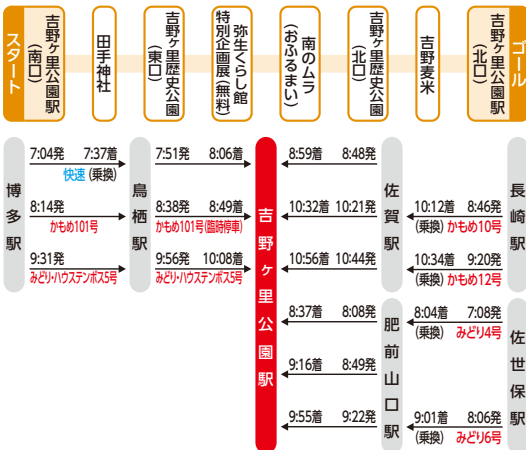 スタート
吉野ヶ里公園駅
(南口)
田手神社
吉野ヶ里歴史公園
(東口)
弥生くらし館
特別企画展(無料)
南のムラ
(おふるまい)
吉野ヶ里歴史公園
(北口)
吉野麦米
吉野ヶ里公園駅
(北口)
ゴール
博多駅
7:04発 7:37着
快速 (乗換)
8:14発
かもめ101号
9:31発
みどり・ハウステンボス5号
鳥栖駅
7:51発 8:06着
8:38発 8:49着
かもめ101号(臨時停車)
9:56発 10:08着
みどり・ハウステンボス5号
吉野ヶ里公園駅
8:59着 8:48発
10:32着 10:21発
10:56着 10:44発
8:37着 8:08発
9:16着 8:49発
9:55着 9:22発
佐賀駅
肥前山口駅
10:12着 8:46発
(乗換) かもめ10号
10:34着 9:20発
(乗換) かもめ12号
8:04着 7:08発
(乗換) みどり4号
9:01着 8:06発
(乗換) みどり6号
長崎駅
佐世保駅